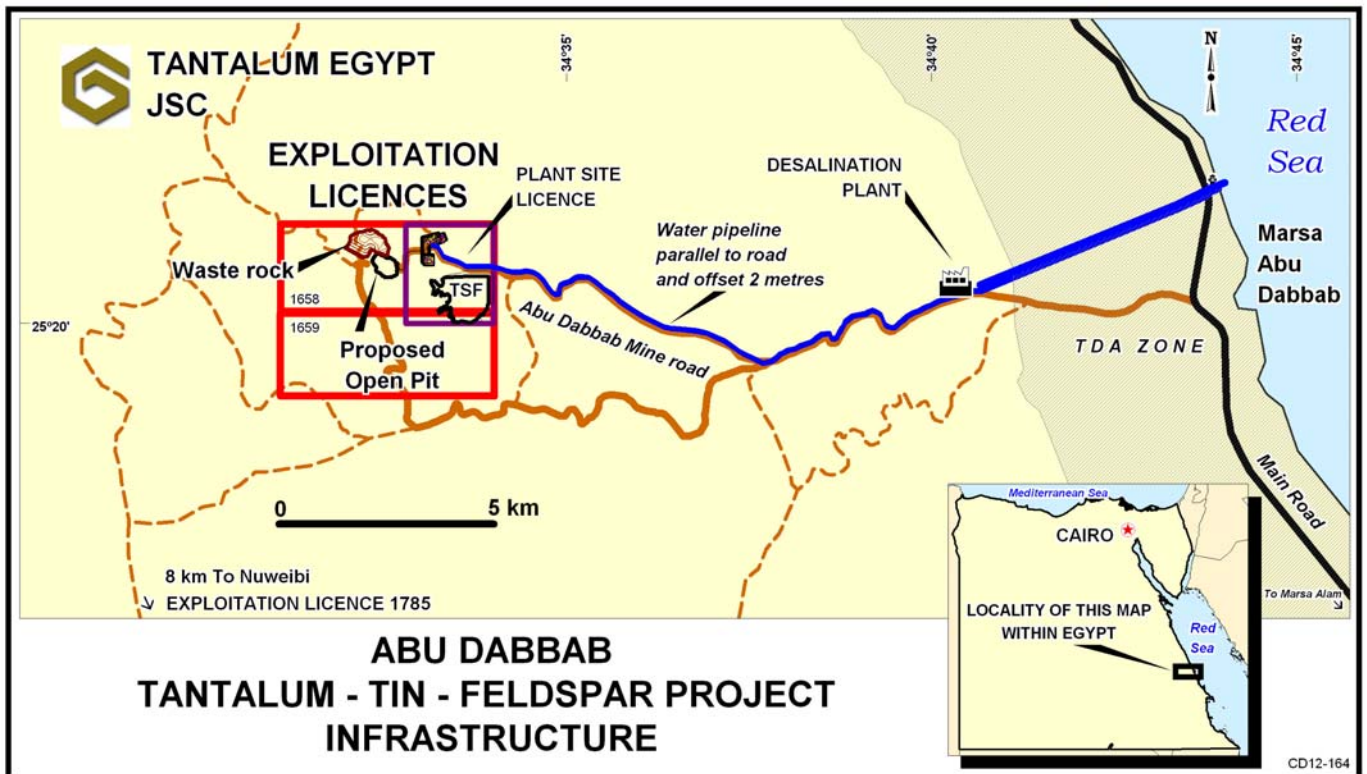 TANTALUM EGYPT
JSC
34°35'
34°40'
34°45'
N
Red
Sea
EXPLOITATION
LICENCES
PLANT SITE
LICENCE
DESALINATION
PLANT
Water pipeline
parallel to road
and offset 2 metres
Marsa
Abu
Dabbab
Waste rock
TSF
1658
1659
25°20'
Proposed
Open Pit
Abu Dabbab Mine road
TDA ZONE
Main Road
0
5 km
8 km To Nuweibi
EXPLOITATION LICENCE 1785
To Marsa Alam
Mediterranean Sea
CAIRO
LOCALITY OF THIS MAP
WITHIN EGYPT
Red
Sea
ABU DABBAB
TANTALUM - TIN - FELDSPAR PROJECT
INFRASTRUCTURE
CD12-164